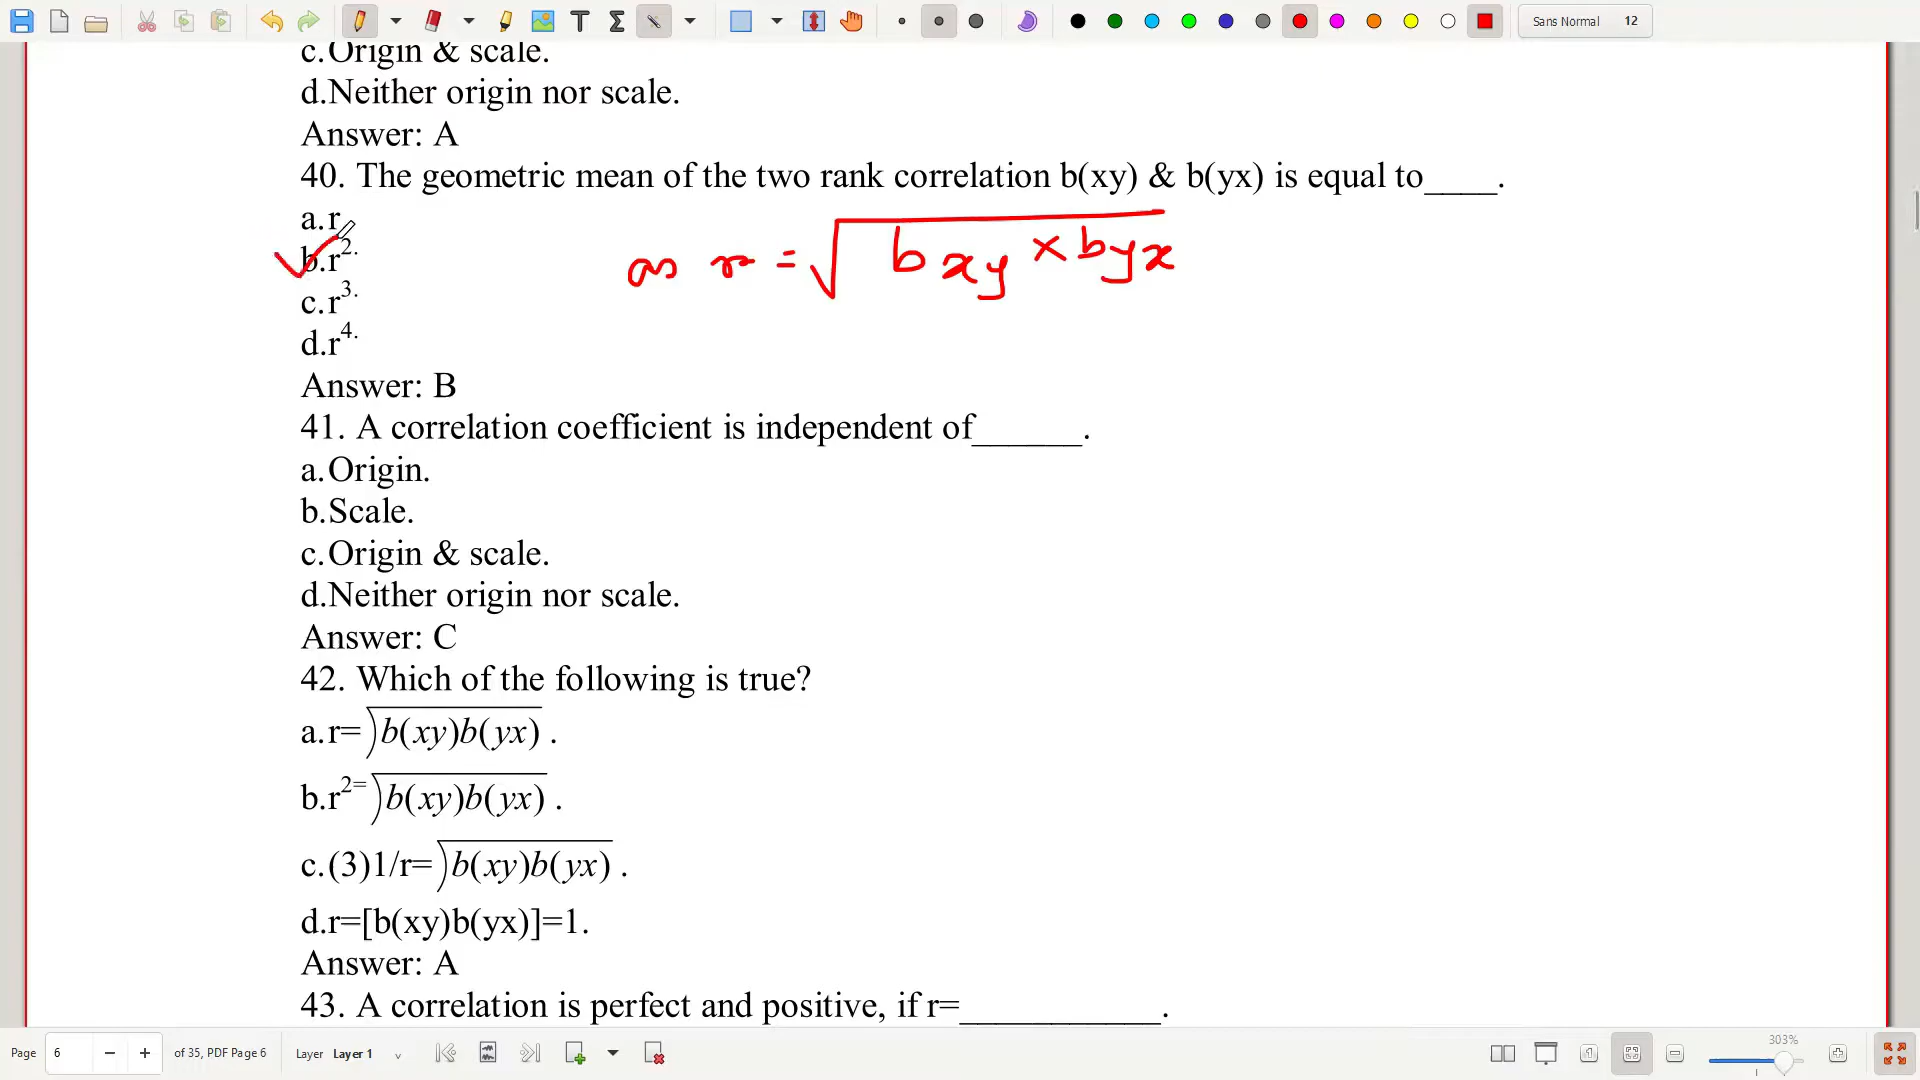 Sans Normal 12
c.Origin & scale.
d.Neither origin nor scale.
Answer: A
40. The geometric mean of the two rank correlation b(xy) & b(yx) is equal to____.
a.r
b.r2.
as r = √ bxy × byx
c.r3.
d.r4.
Answer: B
41. A correlation coefficient is independent of______.
a.Origin.
b.Scale.
c.Origin & scale.
d.Neither origin nor scale.
Answer: C
42. Which of the following is true?
a.r=√b(xy)b(yx) .
b.r2=√b(xy)b(yx) .
c.(3)1/r=√b(xy)b(yx) .
d.r=[b(xy)b(yx)]=1.
Answer: A
43. A correlation is perfect and positive, if r=___________.
Page 6 of 35, PDF Page 6 Layer Layer 1 303%